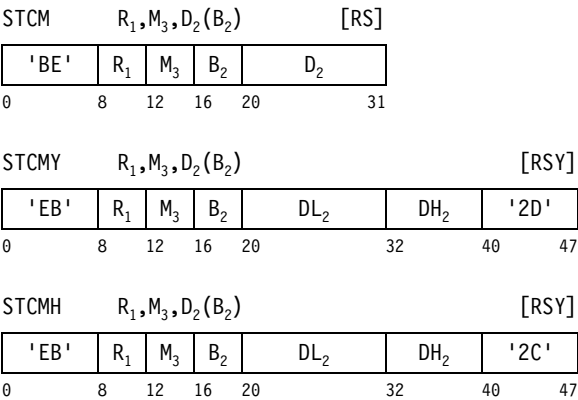 STCM R₁,M₃,D₂(B₂) [RS]
'BE' R₁ M₃ B₂ D₂
0 8 12 16 20 31
STCMY R₁,M₃,D₂(B₂) [RSY]
'EB' R₁ M₃ B₂ DL₂ DH₂ '2D'
0 8 12 16 20 32 40 47
STCMH R₁,M₃,D₂(B₂) [RSY]
'EB' R₁ M₃ B₂ DL₂ DH₂ '2C'
0 8 12 16 20 32 40 47